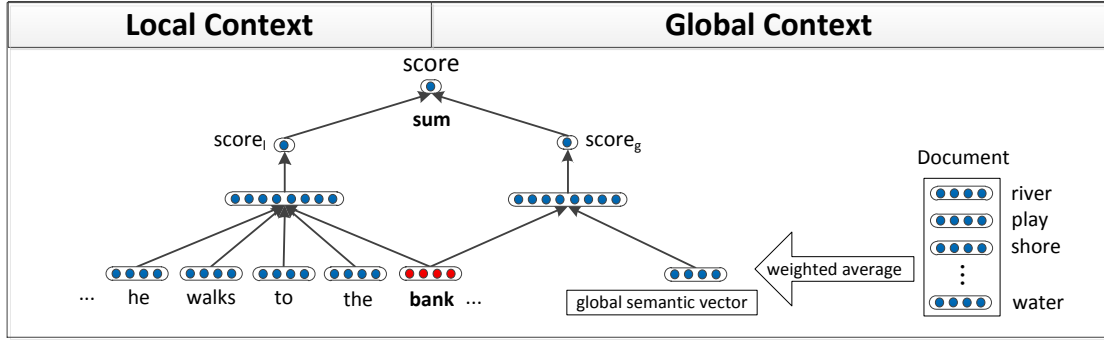 Local Context
Global Context
score
sum
score_l
score_g
Document
river
play
shore
⋮
water
weighted average
global semantic vector
... he walks to the bank ...